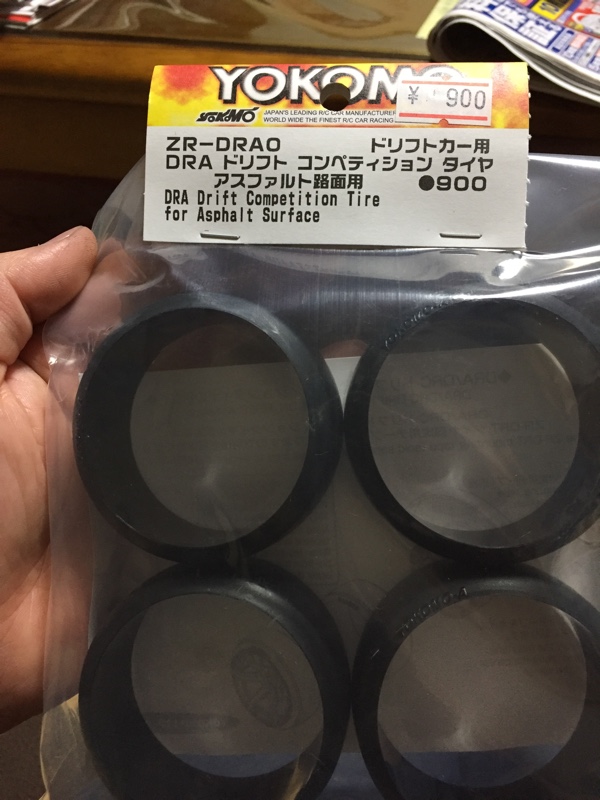 YOKOMO
¥ 900
YOKOMO JAPAN'S LEADING R/C CAR MANUFACTURER
WORLD WIDE THE FINEST R/C CAR RACING
ZR-DRA0 ドリフトカー用
DRA ドリフト コンペティション タイヤ
アスファルト路面用 ●900
DRA Drift Competition Tire
for Asphalt Surface